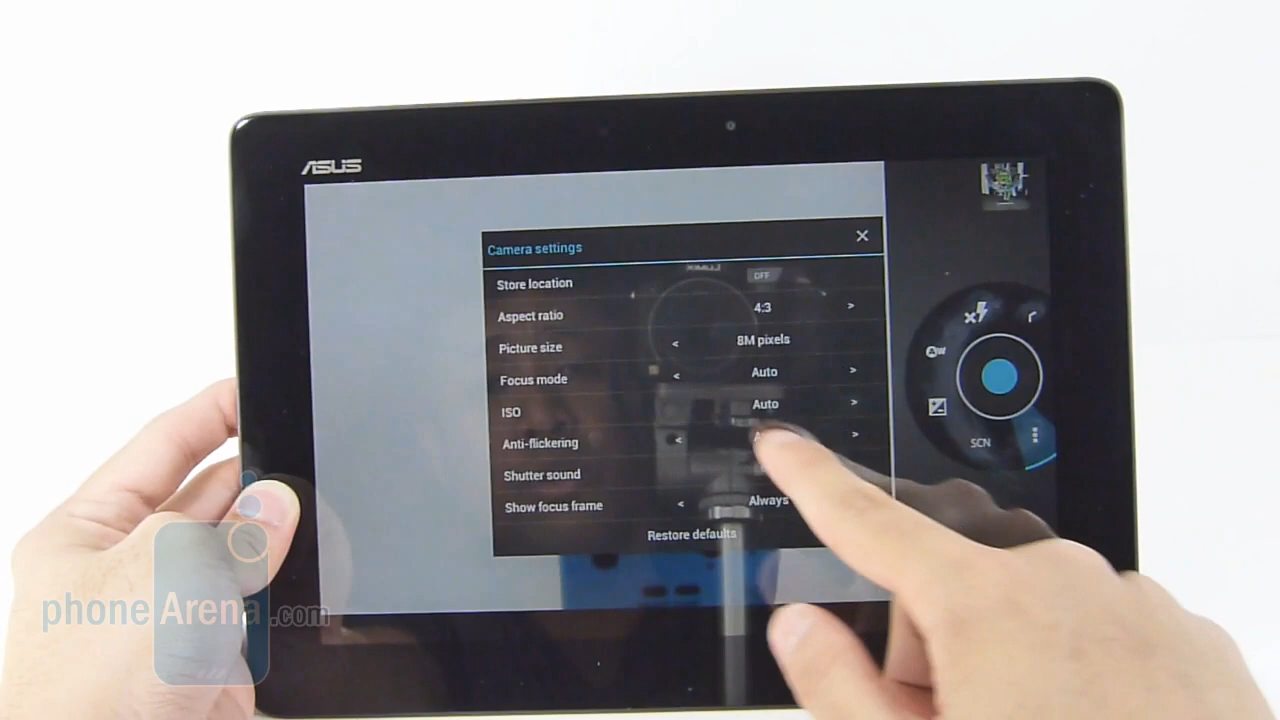 ASUS
Camera settings
Store location OFF
Aspect ratio 4:3 >
Picture size < 8M pixels
Focus mode < Auto >
ISO Auto >
Anti-flickering < >
Shutter sound
Show focus frame < Always
Restore defaults
SCN
phoneArena.com